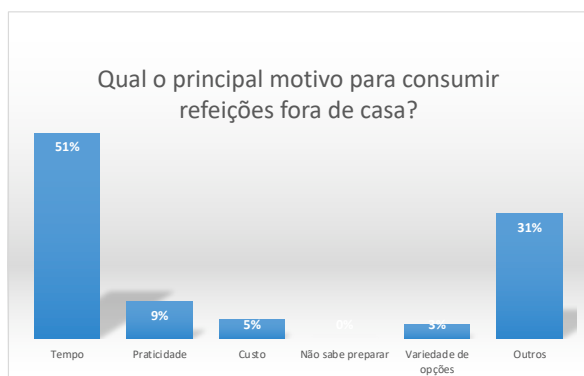 Qual o principal motivo para consumir
refeições fora de casa?
51%
9%
5%
0%
3%
31%
Tempo
Praticidade
Custo
Não sabe preparar
Variedade de
opções
Outros